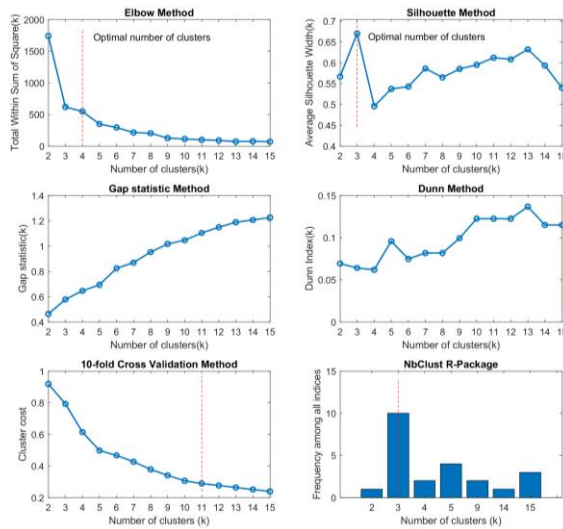 Elbow Method
2000
1500
1000
500
0
Total Within Sum of Square(k)
Optimal number of clusters
2 3 4 5 6 7 8 9 10 11 12 13 14 15
Number of clusters(k)
Silhouette Method
0.7
0.65
0.6
0.55
0.5
0.45
0.4
Average Silhouette Width(k)
Optimal number of clusters
2 3 4 5 6 7 8 9 10 11 12 13 14 15
Number of clusters(k)
Gap statistic Method
1.4
1.2
1
0.8
0.6
0.4
Gap statistic(k)
2 3 4 5 6 7 8 9 10 11 12 13 14 15
Number of clusters(k)
Dunn Method
0.15
0.1
0.05
0
Dunn Index(k)
2 3 4 5 6 7 8 9 10 11 12 13 14 15
Number of clusters(k)
10-fold Cross Validation Method
1
0.8
0.6
0.4
0.2
Cluster cost
2 3 4 5 6 7 8 9 10 11 12 13 14 15
Number of clusters (k)
NbClust R-Package
15
10
5
0
Frequency among all indices
2 3 4 5 9 14 15
Number of clusters(k)